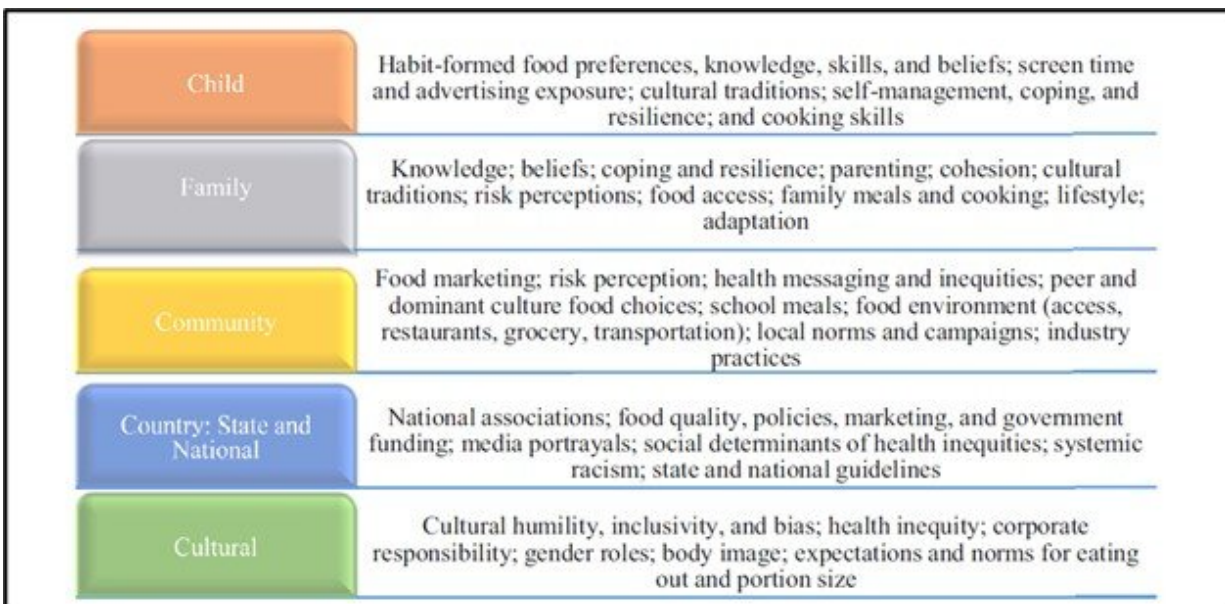 Child
Habit-formed food preferences, knowledge, skills, and beliefs; screen time
and advertising exposure; cultural traditions; self-management, coping, and
resilience; and cooking skills
Family
Knowledge; beliefs; coping and resilience; parenting; cohesion; cultural
traditions; risk perceptions; food access; family meals and cooking; lifestyle;
adaptation
Community
Food marketing; risk perception; health messaging and inequities; peer and
dominant culture food choices; school meals; food environment (access,
restaurants, grocery, transportation); local norms and campaigns; industry
practices
Country: State and
National
National associations; food quality, policies, marketing, and government
funding; media portrayals; social determinants of health inequities; systemic
racism; state and national guidelines
Cultural
Cultural humility, inclusivity, and bias; health inequity; corporate
responsibility; gender roles; body image; expectations and norms for eating
out and portion size